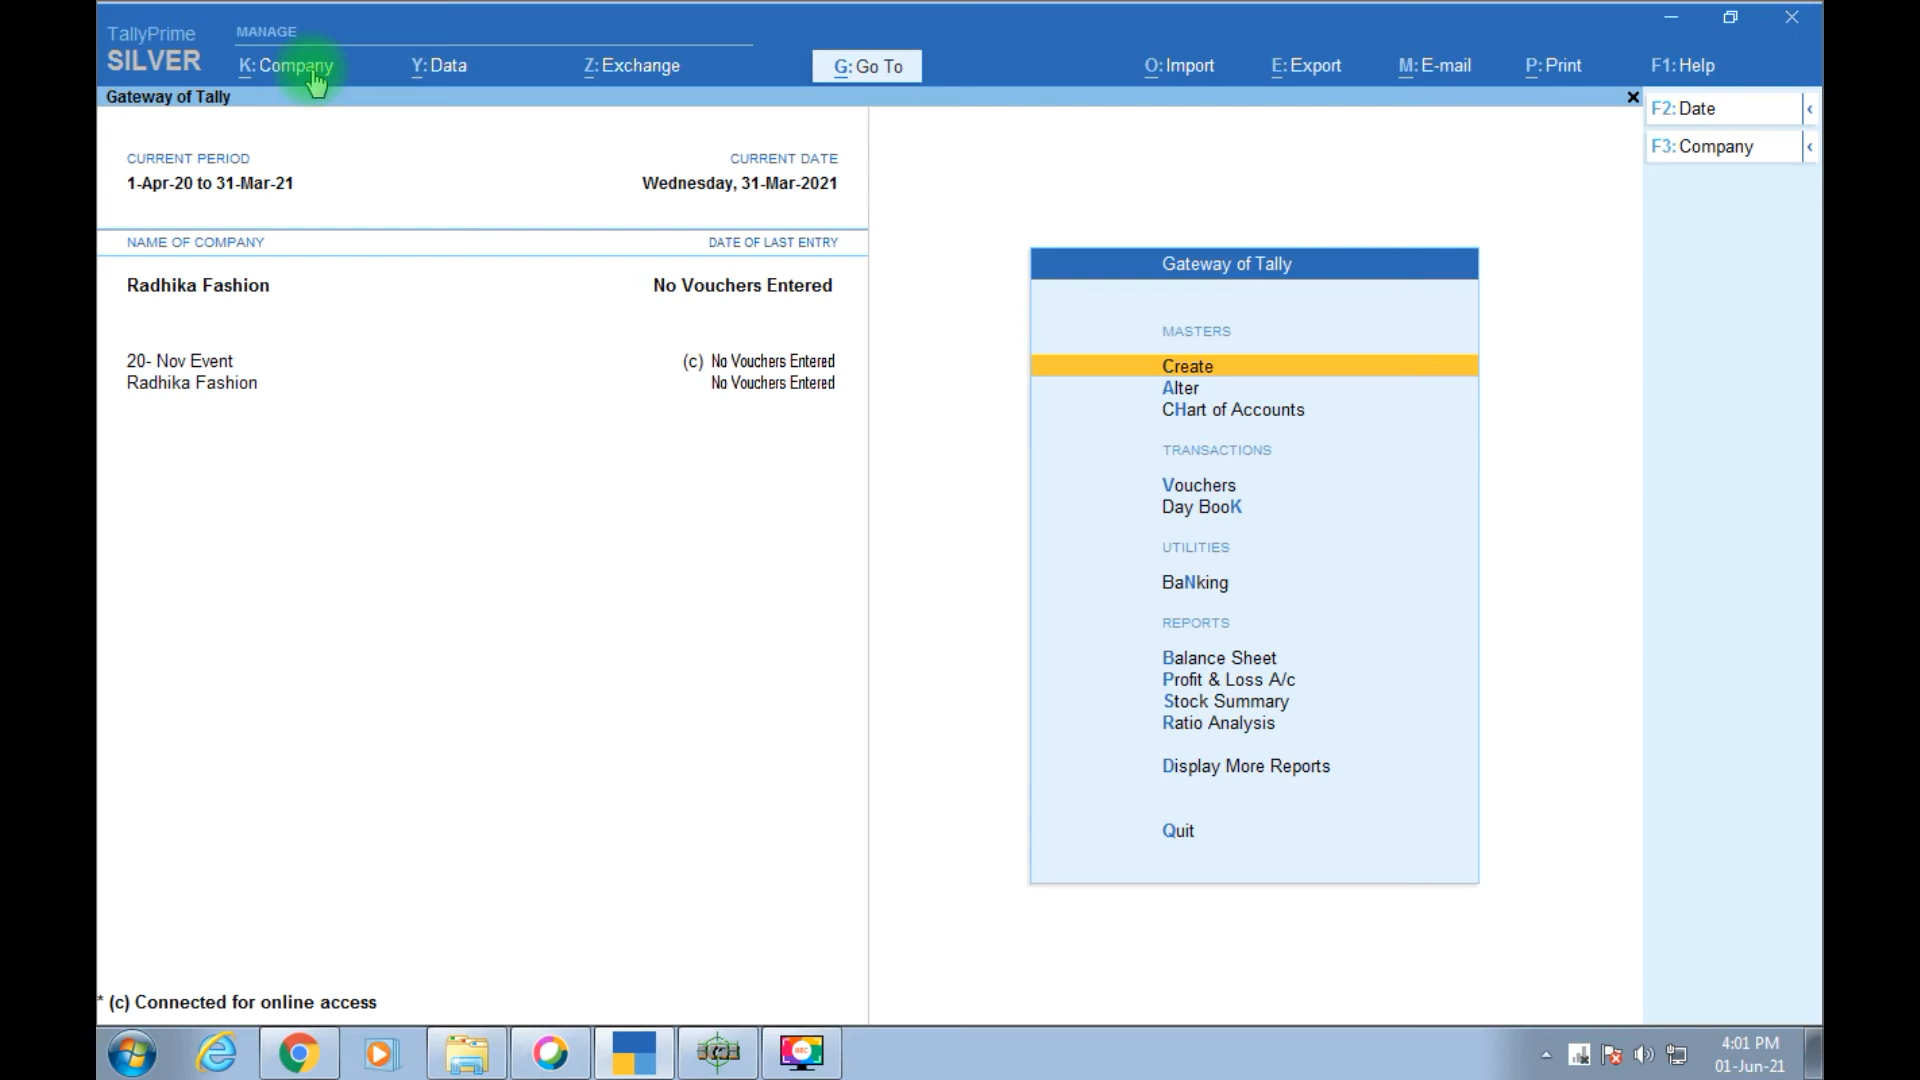 TallyPrime
SILVER
MANAGE
K: Company
Y: Data
Z: Exchange
G: Go To
O: Import
E: Export
M: E-mail
P: Print
F1: Help
Gateway of Tally
F2: Date
F3: Company
CURRENT PERIOD
CURRENT DATE
1-Apr-20 to 31-Mar-21
Wednesday, 31-Mar-2021
NAME OF COMPANY
DATE OF LAST ENTRY
Radhika Fashion
No Vouchers Entered
20- Nov Event
(c) No Vouchers Entered
Radhika Fashion
No Vouchers Entered
Gateway of Tally
MASTERS
Create
Alter
CHart of Accounts
TRANSACTIONS
Vouchers
Day BooK
UTILITIES
BaNking
REPORTS
Balance Sheet
Profit & Loss A/c
Stock Summary
Ratio Analysis
Display More Reports
Quit
* (c) Connected for online access
4:01 PM
01-Jun-21